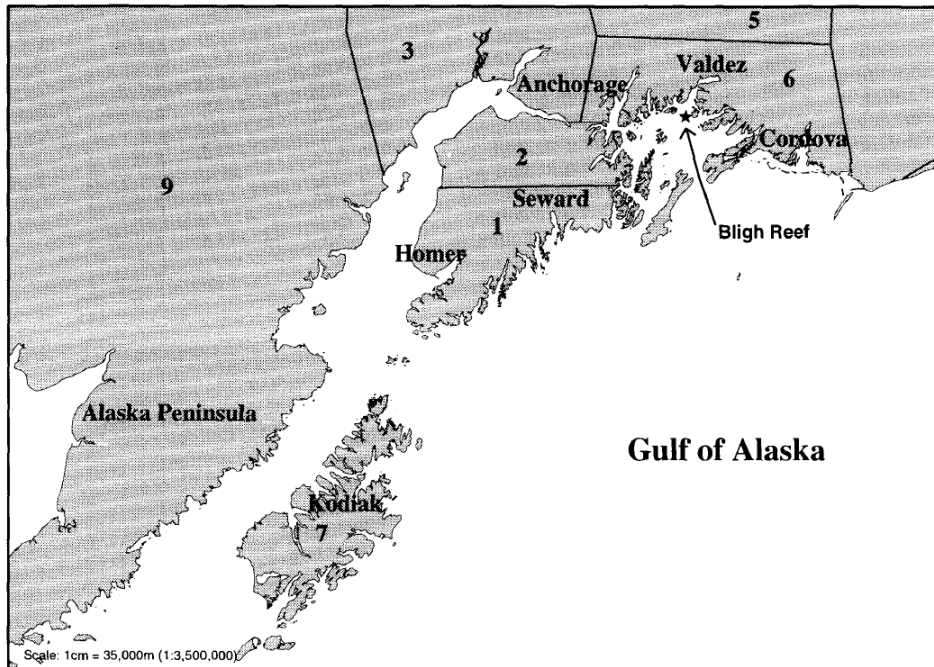 5
3
Valdez
6
Anchorage
Cordova
2
9
Seward
1
Bligh Reef
Homer
Alaska Peninsula
Gulf of Alaska
Kodiak
7
Scale: 1cm = 35,000m (1:3,500,000)